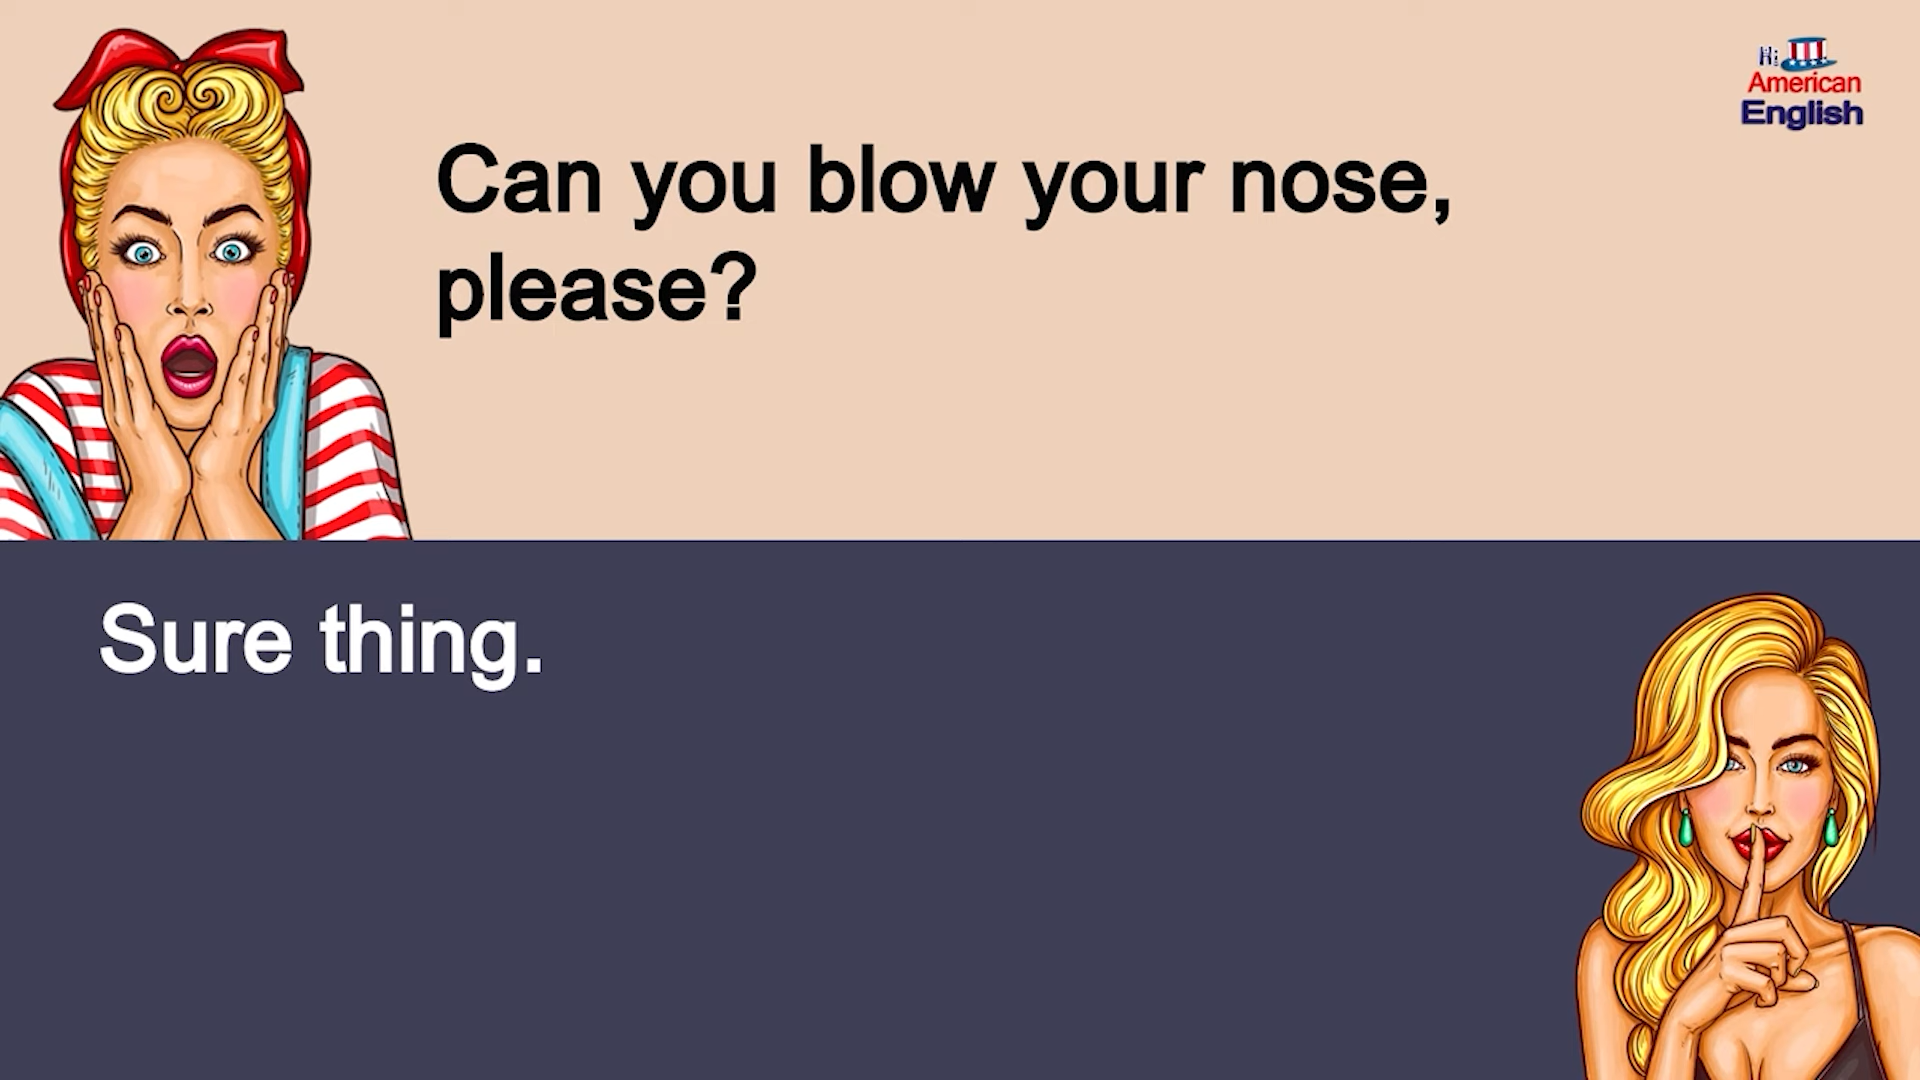 Hi
American
English
Can you blow your nose,
please?
Sure thing.